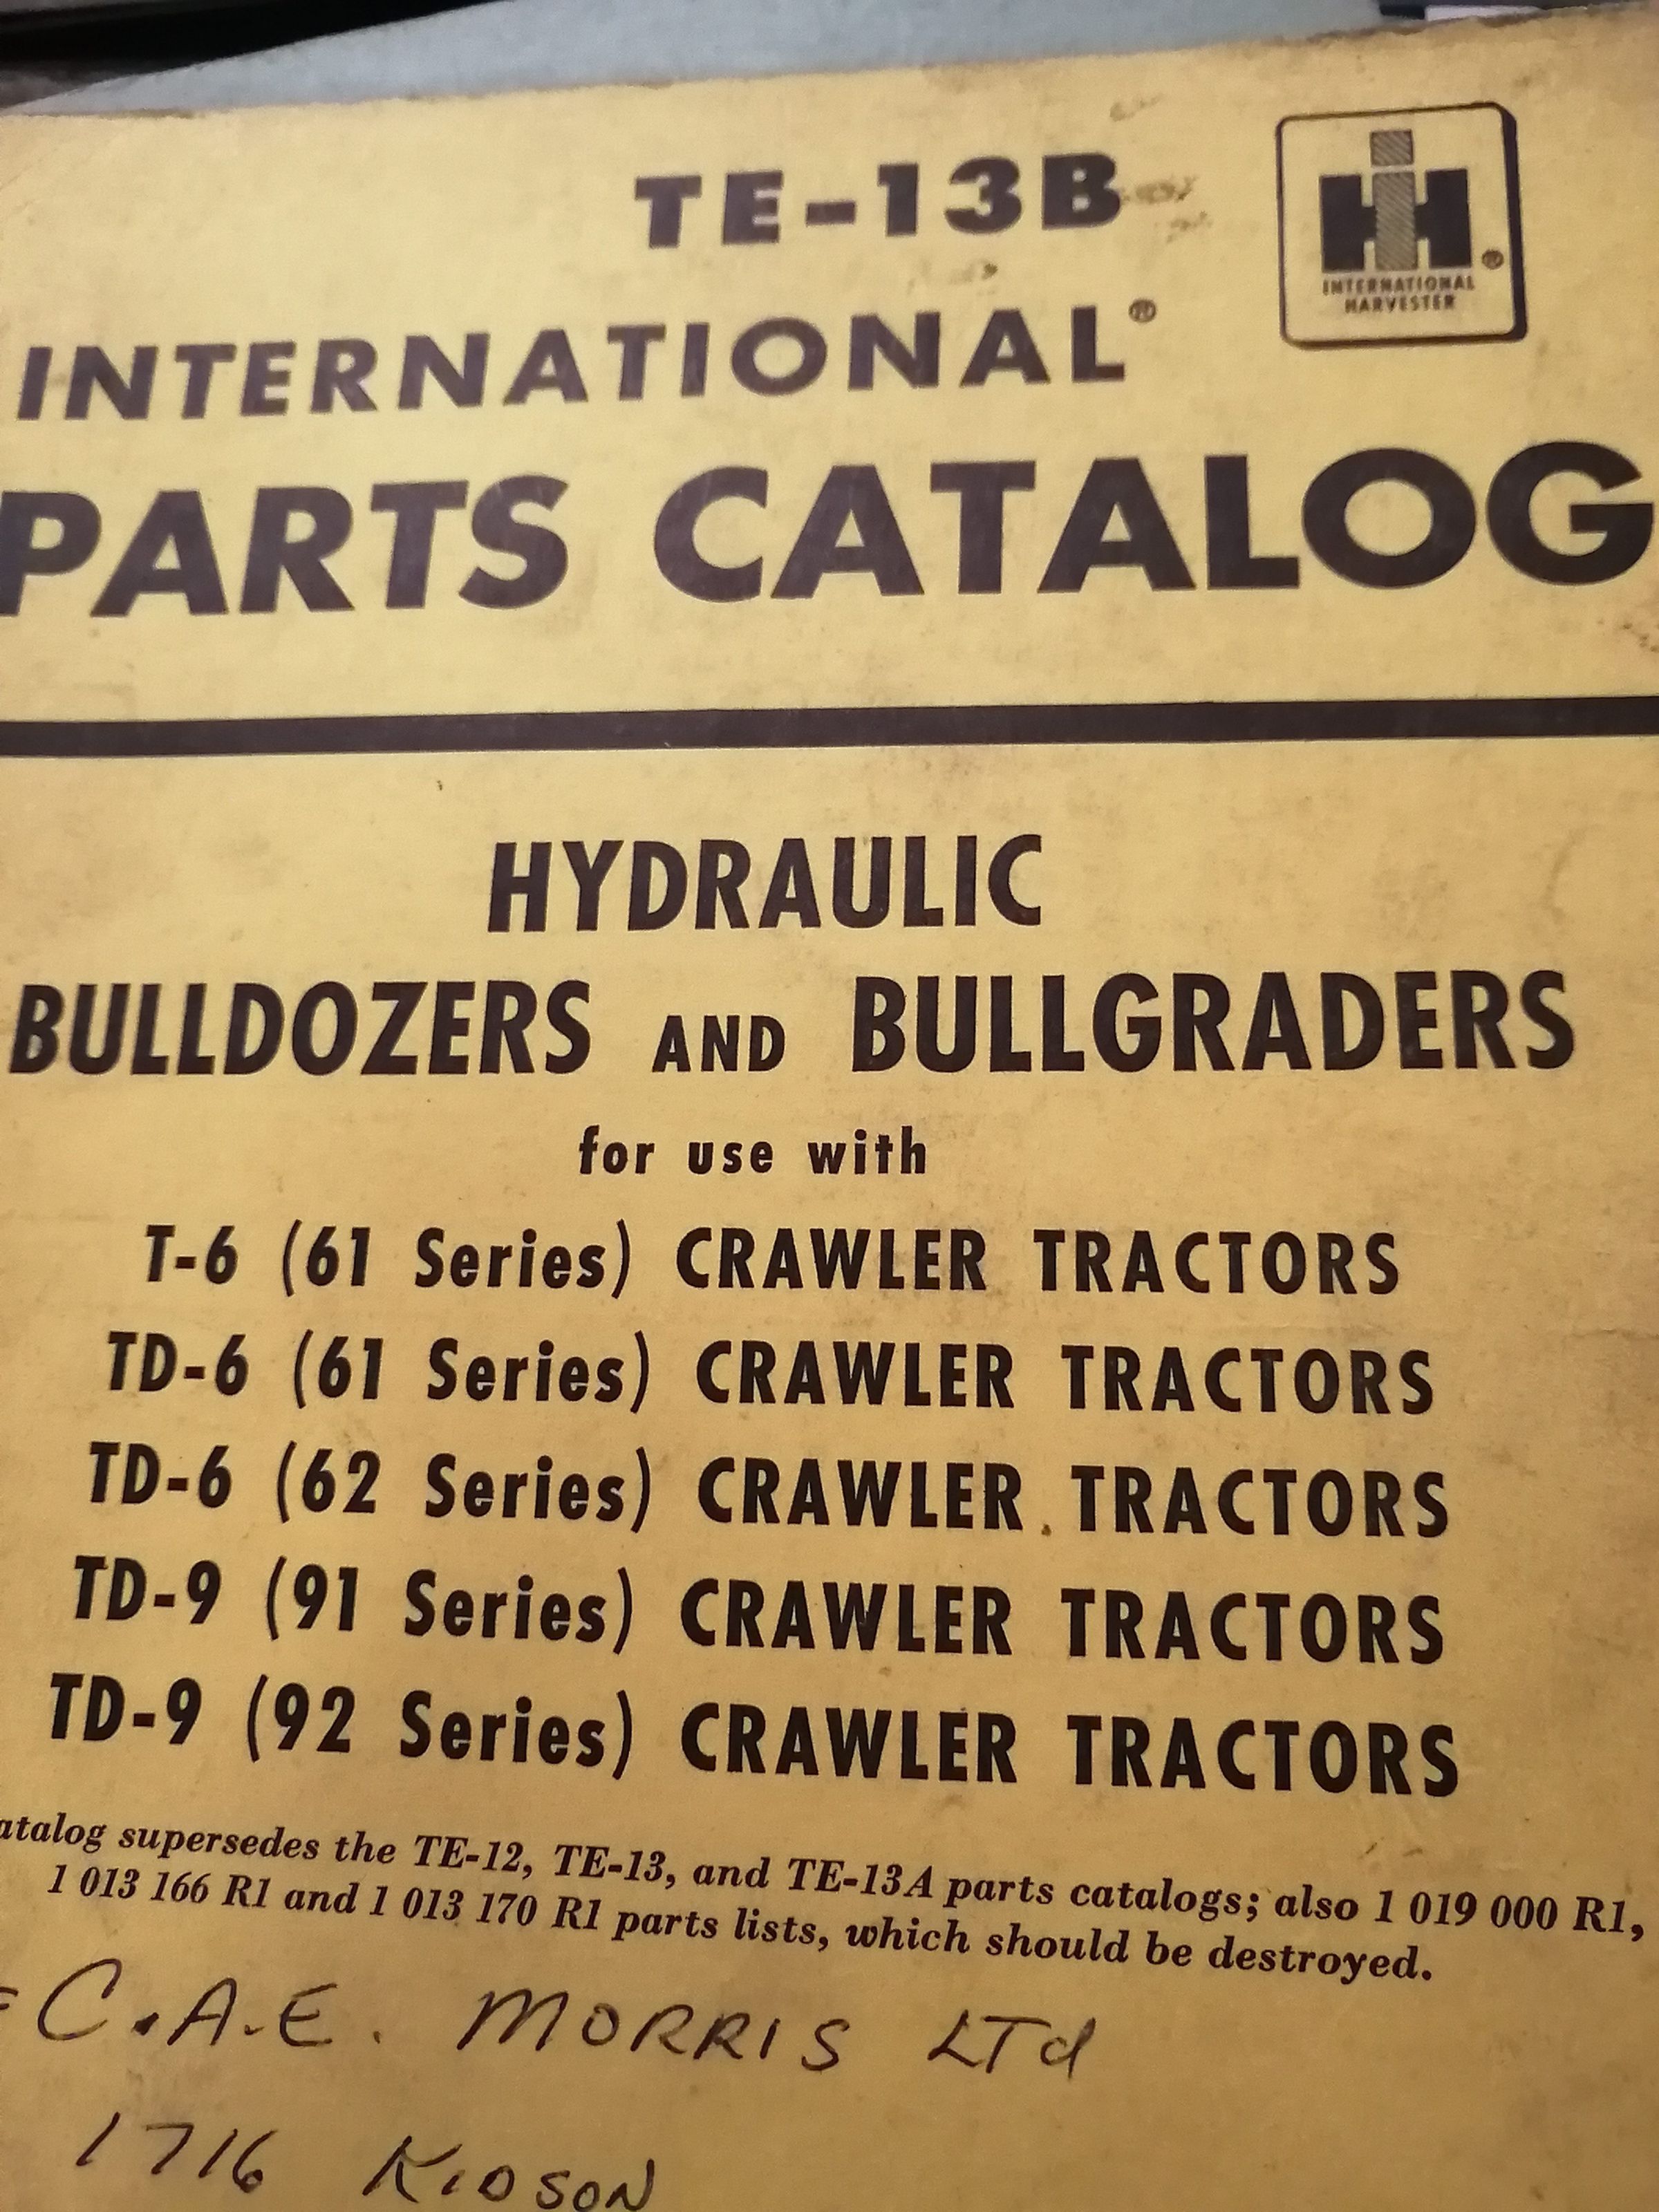 TE-13B
IH
®
INTERNATIONAL
HARVESTER
INTERNATIONAL®
PARTS CATALOG
HYDRAULIC
BULLDOZERS AND BULLGRADERS
for use with
T-6 (61 Series) CRAWLER TRACTORS
TD-6 (61 Series) CRAWLER TRACTORS
TD-6 (62 Series) CRAWLER TRACTORS
TD-9 (91 Series) CRAWLER TRACTORS
TD-9 (92 Series) CRAWLER TRACTORS
atalog supersedes the TE-12, TE-13, and TE-13A parts catalogs; also 1 019 000 R1,
1 013 166 R1 and 1 013 170 R1 parts lists, which should be destroyed.
C.A.E. MORRIS LTd
1716 KIDSON